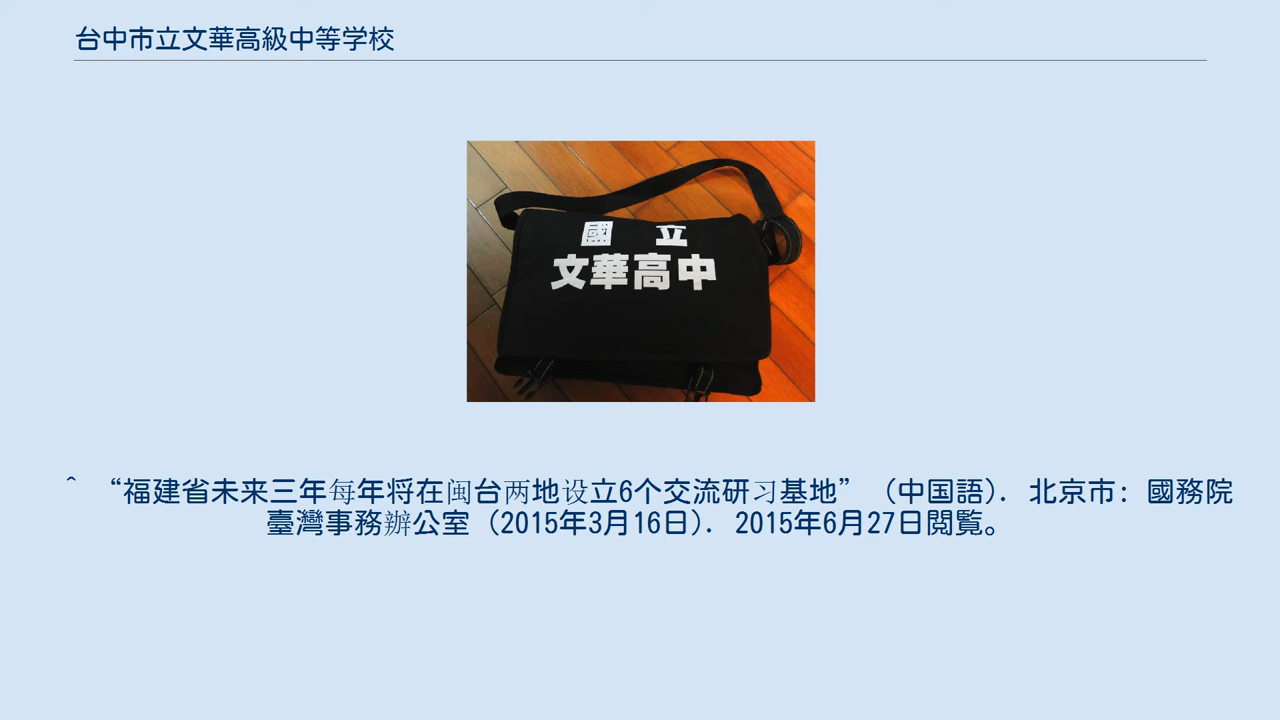 台中市立文華高級中等学校
國 立
文華高中
^ “福建省未来三年每年将在闽台两地设立6个交流研习基地” (中国語). 北京市: 國務院
臺灣事務辦公室 (2015年3月16日). 2015年6月27日閲覧。